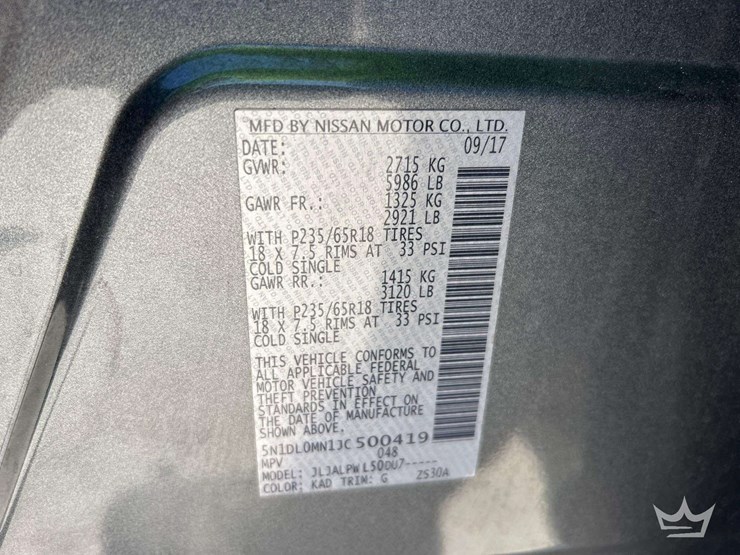 MFD BY NISSAN MOTOR CO., LTD.
DATE: 09/17
GVWR: 2715 KG
5986 LB
GAWR FR.: 1325 KG
2921 LB
WITH P235/65R18 TIRES
18 X 7.5 RIMS AT 33 PSI
COLD SINGLE
GAWR RR.: 1415 KG
3120 LB
WITH P235/65R18 TIRES
18 X 7.5 RIMS AT 33 PSI
COLD SINGLE
THIS VEHICLE CONFORMS TO
ALL APPLICABLE FEDERAL
MOTOR VEHICLE SAFETY AND
THEFT PREVENTION
STANDARDS IN EFFECT ON
THE DATE OF MANUFACTURE
SHOWN ABOVE.
5N1DL0MN1JC500419
MPV 048
MODEL: JL3ALPWL50DU7-----
COLOR: KAD TRIM: G ZS30A